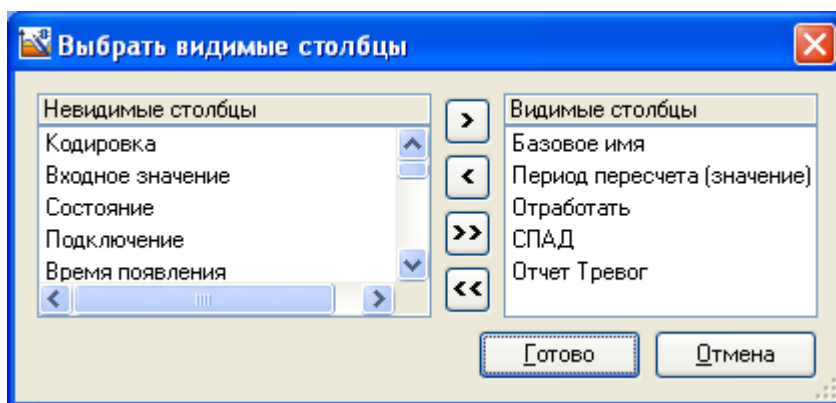 Выбрать видимые столбцы
Невидимые столбцы
Кодировка
Входное значение
Состояние
Подключение
Время появления
>
<
>>
<<
Видимые столбцы
Базовое имя
Период пересчета (значение)
Отработать
СПАД
Отчет Тревог
Готово
Отмена